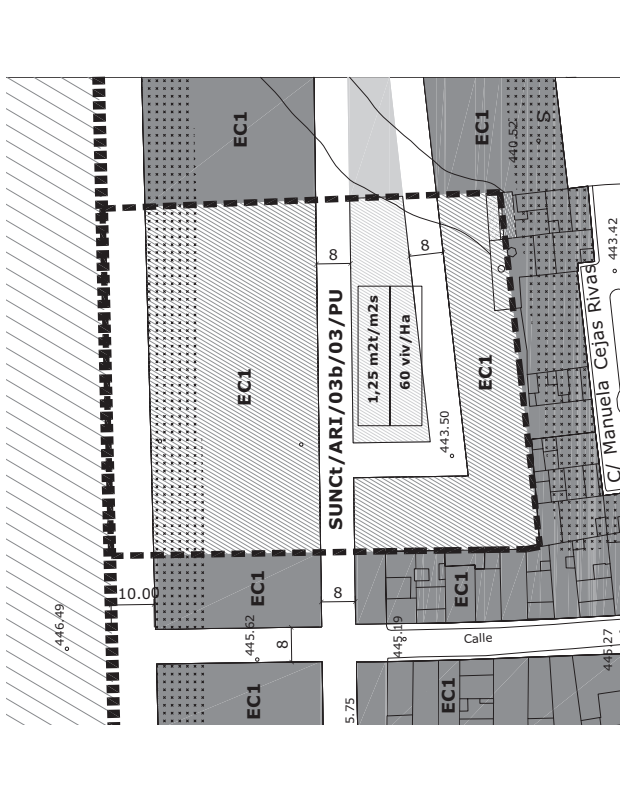 EC1
EC1
440.52
S
443.42
8
8
SUNCt/ARI/03b/03/PU
1,25 m2t/m2s
60 viv/Ha
EC1
EC1
443.50
C/ Manuela Cejas Rivas
10.00
EC1
8
EC1
446.49
445.62
8
445.19
Calle
445.27
EC1
5.75
EC1